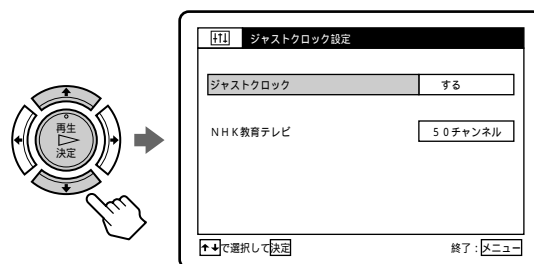 ジャストクロック設定
ジャストクロック する
NHK教育テレビ 50チャンネル
再生
決定
↑↓で選択して決定 終了:メニュー